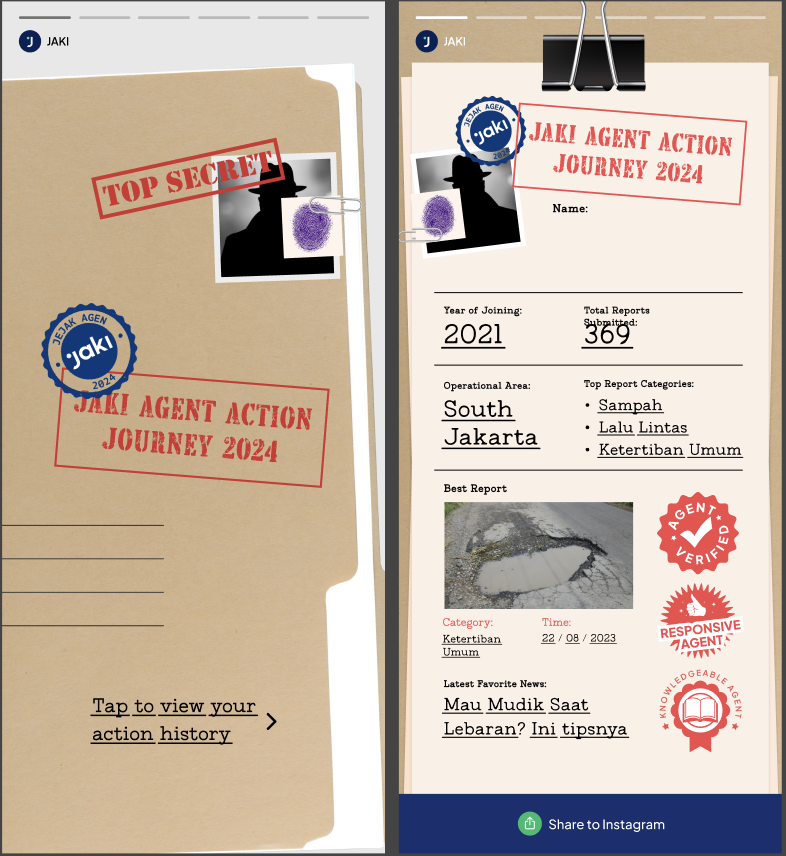 JAKI
TOP SECRET
JEJAK AGEN
jaki
2024
JAKI AGENT ACTION
JOURNEY 2024
Tap to view your
action history
JAKI
JEJAK AGEN
jaki
2024
JAKI AGENT ACTION
JOURNEY 2024
Name:
Year of Joining:
2021
Total Reports
Submitted:
369
Operational Area:
South
Jakarta
Top Report Categories:
• Sampah
• Lalu Lintas
• Ketertiban Umum
Best Report
Category:
Ketertiban
Umum
Time:
22 / 08 / 2023
AGENT
VERIFIED
RESPONSIVE
AGENT
KNOWLEDGEABLE AGENT
Latest Favorite News:
Mau Mudik Saat
Lebaran? Ini tipsnya
Share to Instagram